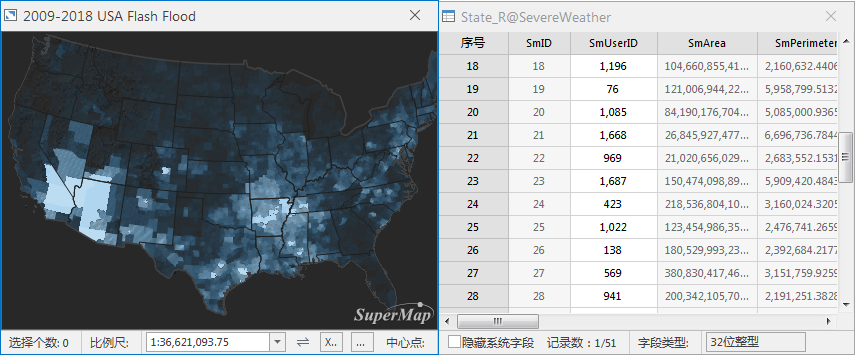 2009-2018 USA Flash Flood
SuperMap
选择个数: 0 比例尺: 1:36,621,093.75 X.. ... 中心点:
State_R@SevereWeather
序号 SmID SmUserID SmArea SmPerimeter
18 18 1,196 104,660,855,41... 2,160,632.4406
19 19 76 121,006,944,22... 5,958,799.5132
20 20 1,085 84,190,176,704... 5,085,000.9365
21 21 1,668 26,845,927,477... 6,696,736.7844
22 22 969 21,020,656,029... 2,683,552.1531
23 23 1,687 150,474,098,89... 5,909,420.4843
24 24 423 218,536,804,10... 3,160,024.3205
25 25 1,022 123,454,986,35... 2,476,741.2659
26 26 138 180,529,993,23... 2,392,684.2177
27 27 569 380,830,417,46... 3,151,759.9259
28 28 941 200,342,105,70... 2,191,251.3828
隐藏系统字段 记录数: 1/51 字段类型: 32位整型